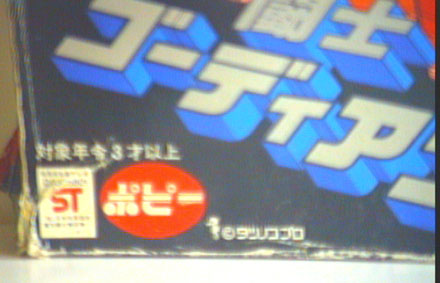 闘士
ゴーディアン
対象年令3才以上
ST
ポピー
©タツノコプロ